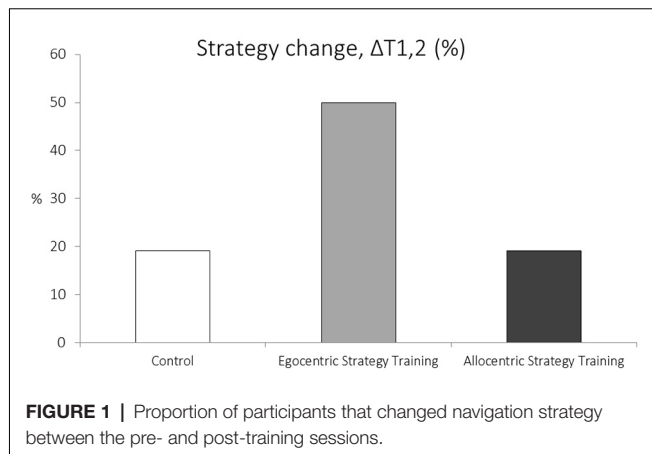 Strategy change, ΔT1,2 (%)
60
50
40
30
20
10
0
%
Control
Egocentric Strategy Training
Allocentric Strategy Training
FIGURE 1 | Proportion of participants that changed navigation strategy
between the pre- and post-training sessions.